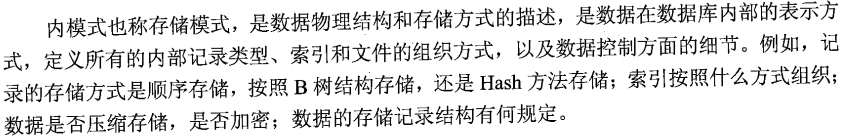 内模式也称存储模式，是数据物理结构和存储方式的描述，是数据在数据库内部的表示方
式，定义所有的内部记录类型、索引和文件的组织方式，以及数据控制方面的细节。例如，记
录的存储方式是顺序存储，按照 B 树结构存储，还是 Hash 方法存储；索引按照什么方式组织；
数据是否压缩存储，是否加密；数据的存储记录结构有何规定。